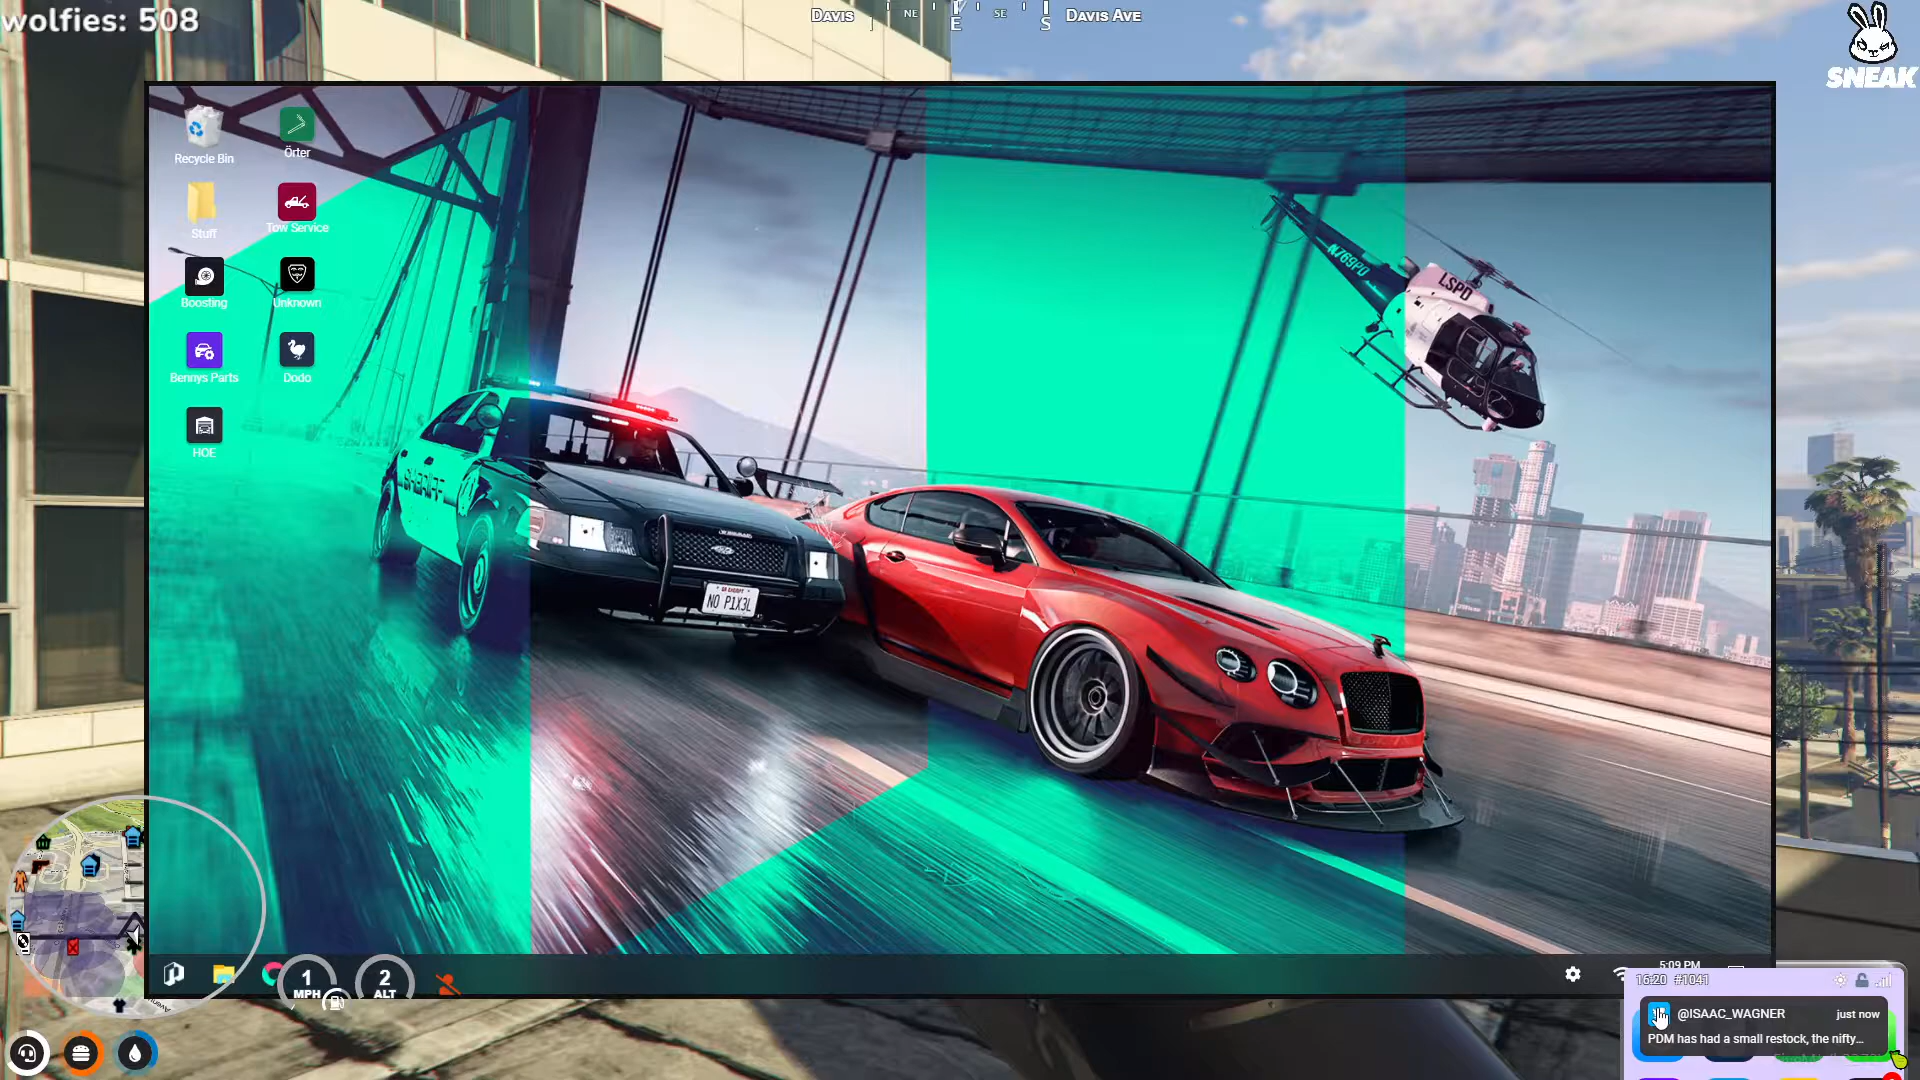 wolfies: 508
Davis
NE
E
SE
S
Davis Ave
SNEAK
Recycle Bin
Örter
Stuff
Tow Service
Boosting
Unknown
Bennys Parts
Dodo
HOE
N769PD
LSPD
SHERIFF
NO P1X3L
1
MPH
2
ALT
5:09 PM
16:20 #1041
@ISAAC_WAGNER
just now
PDM has had a small restock, the nifty...